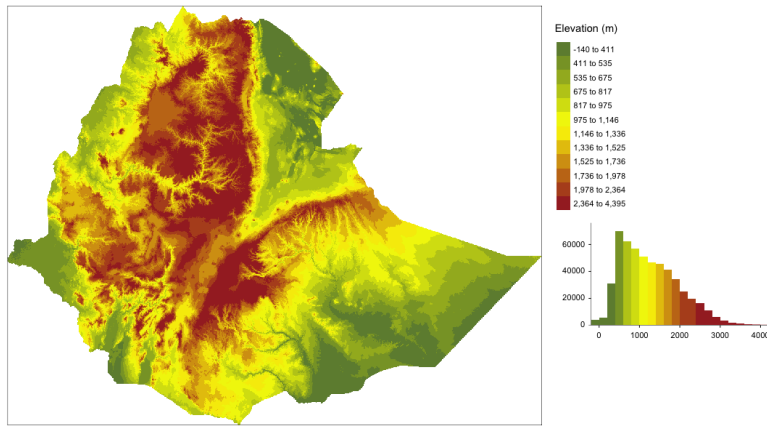 Elevation (m)
-140 to 411
411 to 535
535 to 675
675 to 817
817 to 975
975 to 1,146
1,146 to 1,336
1,336 to 1,525
1,525 to 1,736
1,736 to 1,978
1,978 to 2,364
2,364 to 4,395
60000
40000
20000
0
0 1000 2000 3000 4000